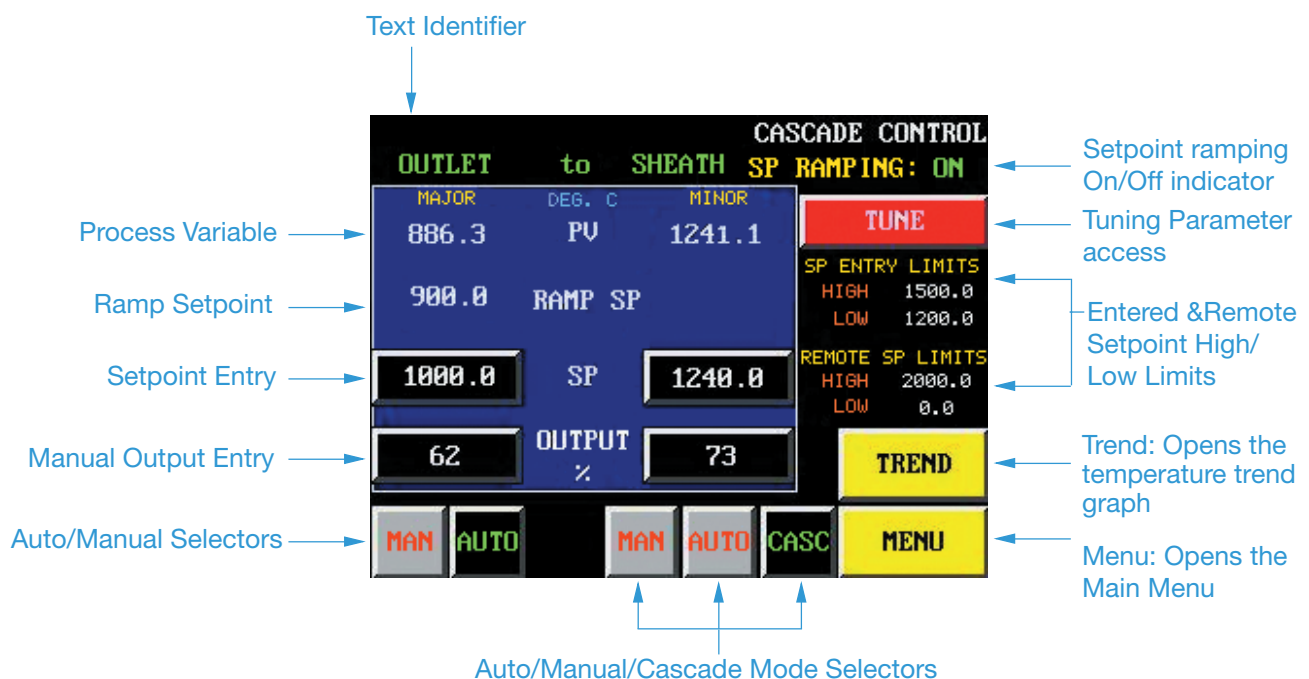 Text Identifier
CASCADE CONTROL
OUTLET to SHEATH SP RAMPING: ON
Setpoint ramping
On/Off indicator
MAJOR DEG. C MINOR
Process Variable
886.3 PV 1241.1
TUNE
Tuning Parameter
access
SP ENTRY LIMITS
HIGH 1500.0
LOW 1200.0
Ramp Setpoint
900.0 RAMP SP
Entered &Remote
Setpoint High/
Low Limits
REMOTE SP LIMITS
HIGH 2000.0
LOW 0.0
Setpoint Entry
1000.0 SP 1240.0
Manual Output Entry
62 OUTPUT 73
%
TREND
Trend: Opens the
temperature trend
graph
Auto/Manual Selectors
MAN AUTO MAN AUTO CASC MENU
Menu: Opens the
Main Menu
Auto/Manual/Cascade Mode Selectors